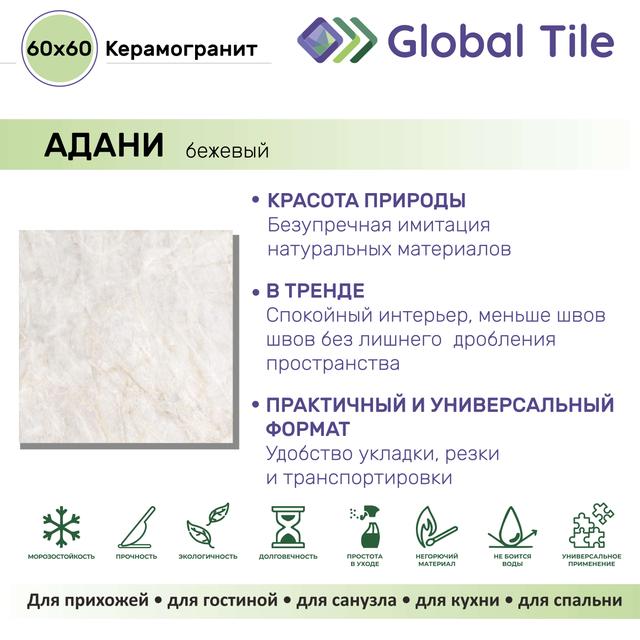 60x60 Керамогранит
Global Tile
АДАНИ бежевый
• КРАСОТА ПРИРОДЫ
Безупречная имитация
натуральных материалов
• В ТРЕНДЕ
Спокойный интерьер, меньше швов
швов без лишнего дробления
пространства
• ПРАКТИЧНЫЙ И УНИВЕРСАЛЬНЫЙ
ФОРМАТ
Удобство укладки, резки
и транспортировки
МОРОЗОСТОЙКОСТЬ
ПРОЧНОСТЬ
ЭКОЛОГИЧНОСТЬ
ДОЛГОВЕЧНОСТЬ
ПРОСТОТА
В УХОДЕ
НЕГОРЮЧИЙ
МАТЕРИАЛ
НЕ БОИТСЯ
ВОДЫ
УНИВЕРСАЛЬНОЕ
ПРИМЕНЕНИЕ
Для прихожей • для гостиной • для санузла • для кухни • для спальни